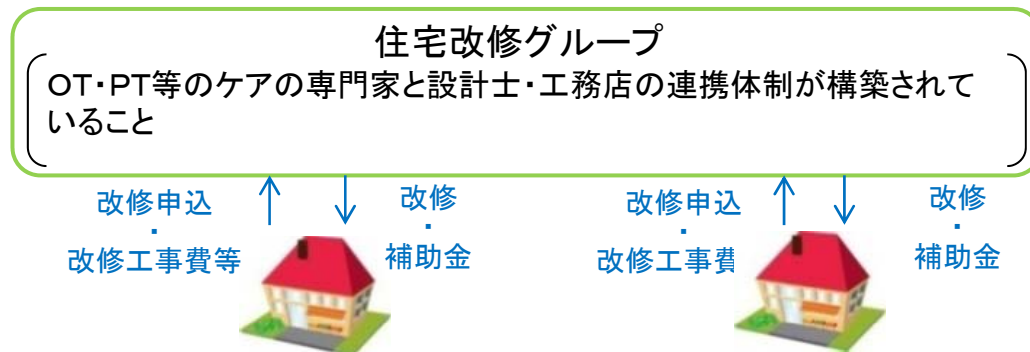 住宅改修グループ
OT・PT等のケアの専門家と設計士・工務店の連携体制が構築されて
いること
改修申込
・
改修工事費等
改修
・
補助金
改修申込
・
改修工事費
改修
・
補助金